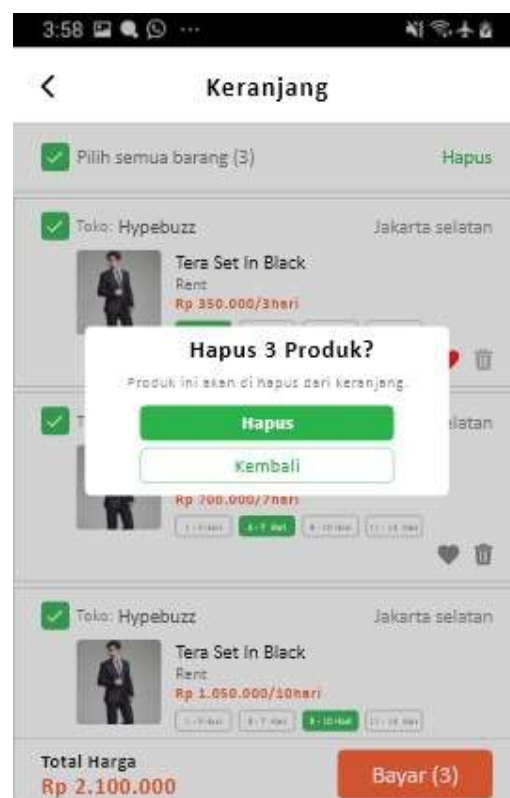 3:58
Keranjang
Pilih semua barang (3)
Hapus
Toko: Hypebuzz
Jakarta selatan
Tera Set In Black
Rent
Rp 350.000/3hari
Hapus 3 Produk?
Produk ini akan di hapus dari keranjang.
Hapus
Kembali
Rp 700.000/7hari
4 - 7 Hari
Toko: Hypebuzz
Jakarta selatan
Tera Set In Black
Rent
Rp 1.050.000/10hari
Total Harga
Rp 2.100.000
Bayar (3)